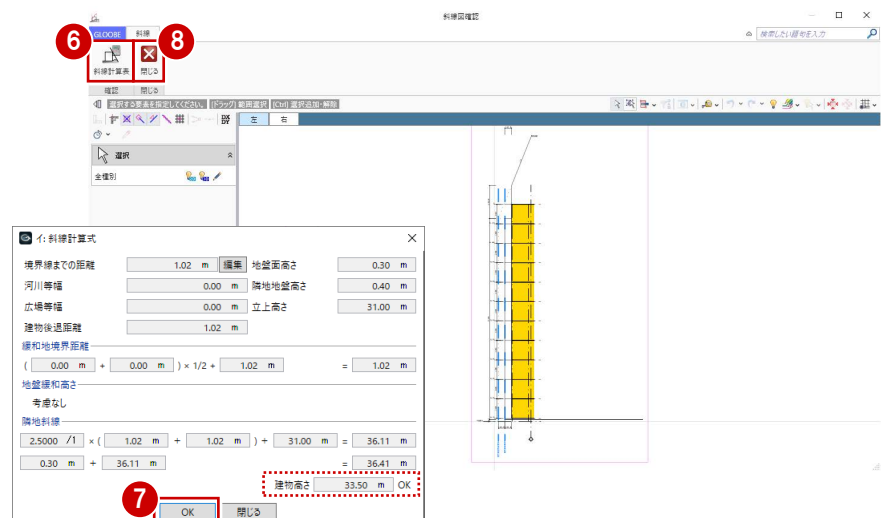 斜線図確認
GLOOBE 斜線
検索したい語句を入力
6 8
斜線計算表 閉じる
確認 閉じる
選択する要素を指定してください。 [ドラッグ] 範囲選択 [Ctrl] 選択追加・解除
左 右
選択
全種別
イ: 斜線計算式
境界線までの距離 1.02 m 編集 地盤面高さ 0.30 m
河川等幅 0.00 m 隣地地盤高さ 0.40 m
広場等幅 0.00 m 立上高さ 31.00 m
建物後退距離 1.02 m
緩和地境界距離
( 0.00 m + 0.00 m ) × 1/2 + 1.02 m = 1.02 m
地盤緩和高さ
考慮なし
隣地斜線
2.5000 /1 × ( 1.02 m + 1.02 m ) + 31.00 m = 36.11 m
0.30 m + 36.11 m = 36.41 m
建物高さ 33.50 m OK
7
OK 閉じる